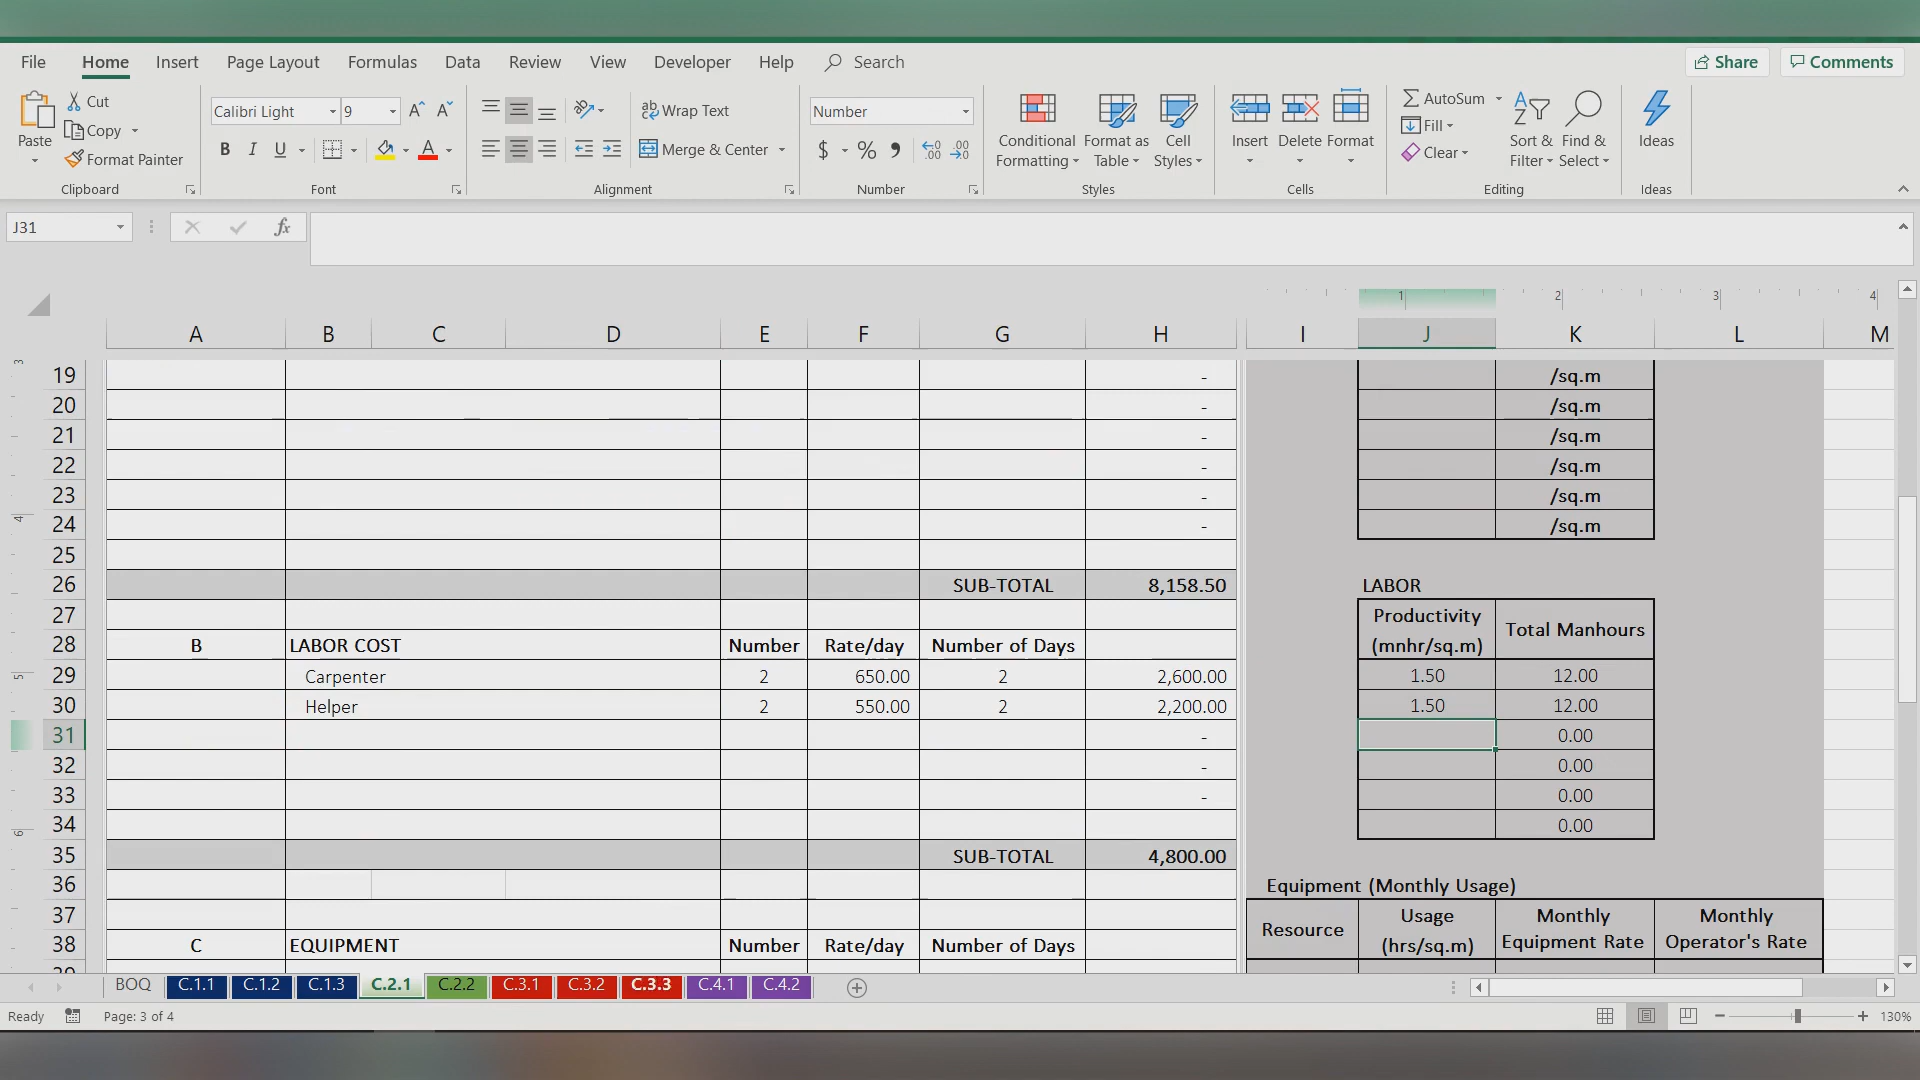 File Home Insert Page Layout Formulas Data Review View Developer Help Search Share Comments
Paste Cut Copy Format Painter Clipboard
Calibri Light 9 A A B I U A Font
ab Wrap Text Merge & Center Alignment
Number $ % Number
Conditional Formatting Format as Table Cell Styles Styles
Insert Delete Format Cells
AutoSum Fill Clear Sort & Filter Find & Select Editing
Ideas Ideas
J31 fx
1 2 3 4
A B C D E F G H I J K L M
19 - /sq.m
20 - /sq.m
21 - /sq.m
22 - /sq.m
23 - /sq.m
24 - /sq.m
25
26 SUB-TOTAL 8,158.50 LABOR
27 Productivity Total Manhours
28 B LABOR COST Number Rate/day Number of Days (mnhr/sq.m)
29 Carpenter 2 650.00 2 2,600.00 1.50 12.00
30 Helper 2 550.00 2 2,200.00 1.50 12.00
31 - 0.00
32 - 0.00
33 - 0.00
34 0.00
35 SUB-TOTAL 4,800.00
36 Equipment (Monthly Usage)
37 Resource Usage Monthly Monthly
38 C EQUIPMENT Number Rate/day Number of Days (hrs/sq.m) Equipment Rate Operator's Rate
39
BOQ C.1.1 C.1.2 C.1.3 C.2.1 C.2.2 C.3.1 C.3.2 C.3.3 C.4.1 C.4.2
Ready Page: 3 of 4 130%